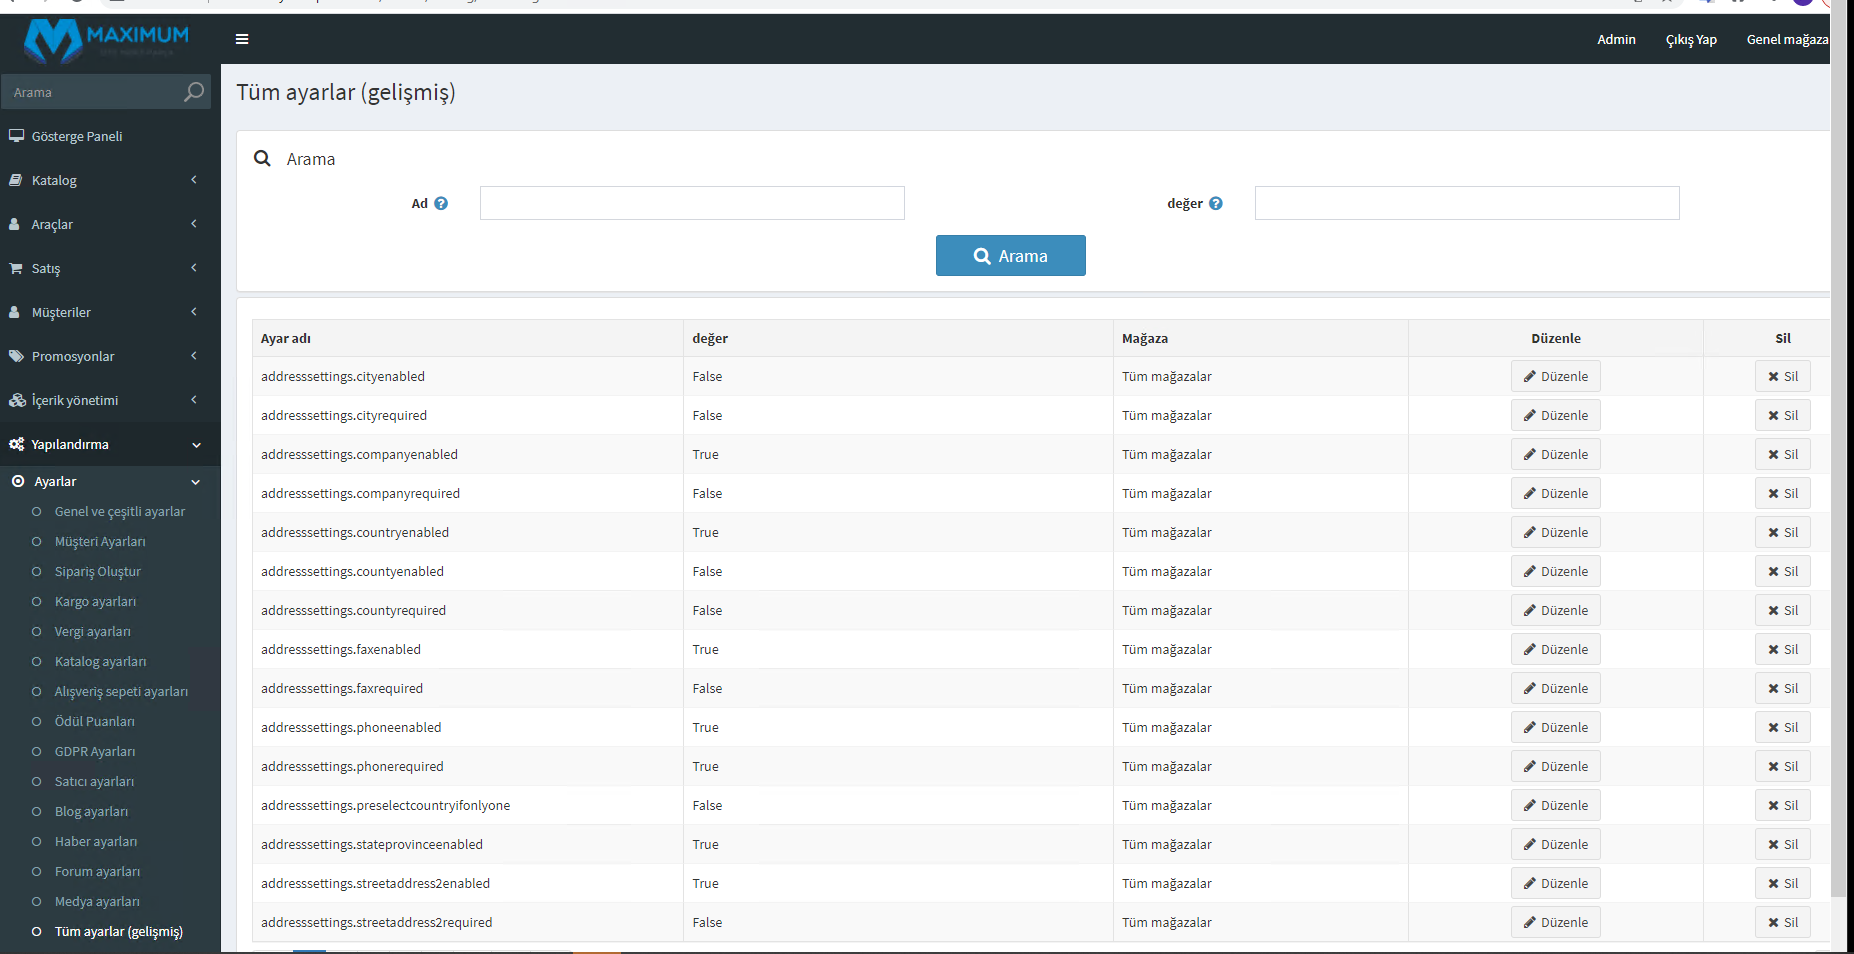 MAXIMUM
Admin
Çıkış Yap
Genel mağaza
Arama
Tüm ayarlar (gelişmiş)
Gösterge Paneli
Katalog
Araçlar
Satış
Müşteriler
Promosyonlar
İçerik yönetimi
Yapılandırma
Ayarlar
Genel ve çeşitli ayarlar
Müşteri Ayarları
Sipariş Oluştur
Kargo ayarları
Vergi ayarları
Katalog ayarları
Alışveriş sepeti ayarları
Ödül Puanları
GDPR Ayarları
Satıcı ayarları
Blog ayarları
Haber ayarları
Forum ayarları
Medya ayarları
Tüm ayarlar (gelişmiş)
Arama
Ad
değer
Arama
Ayar adı değer Mağaza Düzenle Sil
addresssettings.cityenabled False Tüm mağazalar Düzenle Sil
addresssettings.cityrequired False Tüm mağazalar Düzenle Sil
addresssettings.companyenabled True Tüm mağazalar Düzenle Sil
addresssettings.companyrequired False Tüm mağazalar Düzenle Sil
addresssettings.countryenabled True Tüm mağazalar Düzenle Sil
addresssettings.countyenabled False Tüm mağazalar Düzenle Sil
addresssettings.countyrequired False Tüm mağazalar Düzenle Sil
addresssettings.faxenabled True Tüm mağazalar Düzenle Sil
addresssettings.faxrequired False Tüm mağazalar Düzenle Sil
addresssettings.phoneenabled True Tüm mağazalar Düzenle Sil
addresssettings.phonerequired True Tüm mağazalar Düzenle Sil
addresssettings.preselectcountryifonlyone False Tüm mağazalar Düzenle Sil
addresssettings.stateprovinceenabled True Tüm mağazalar Düzenle Sil
addresssettings.streetaddress2enabled True Tüm mağazalar Düzenle Sil
addresssettings.streetaddress2required False Tüm mağazalar Düzenle Sil